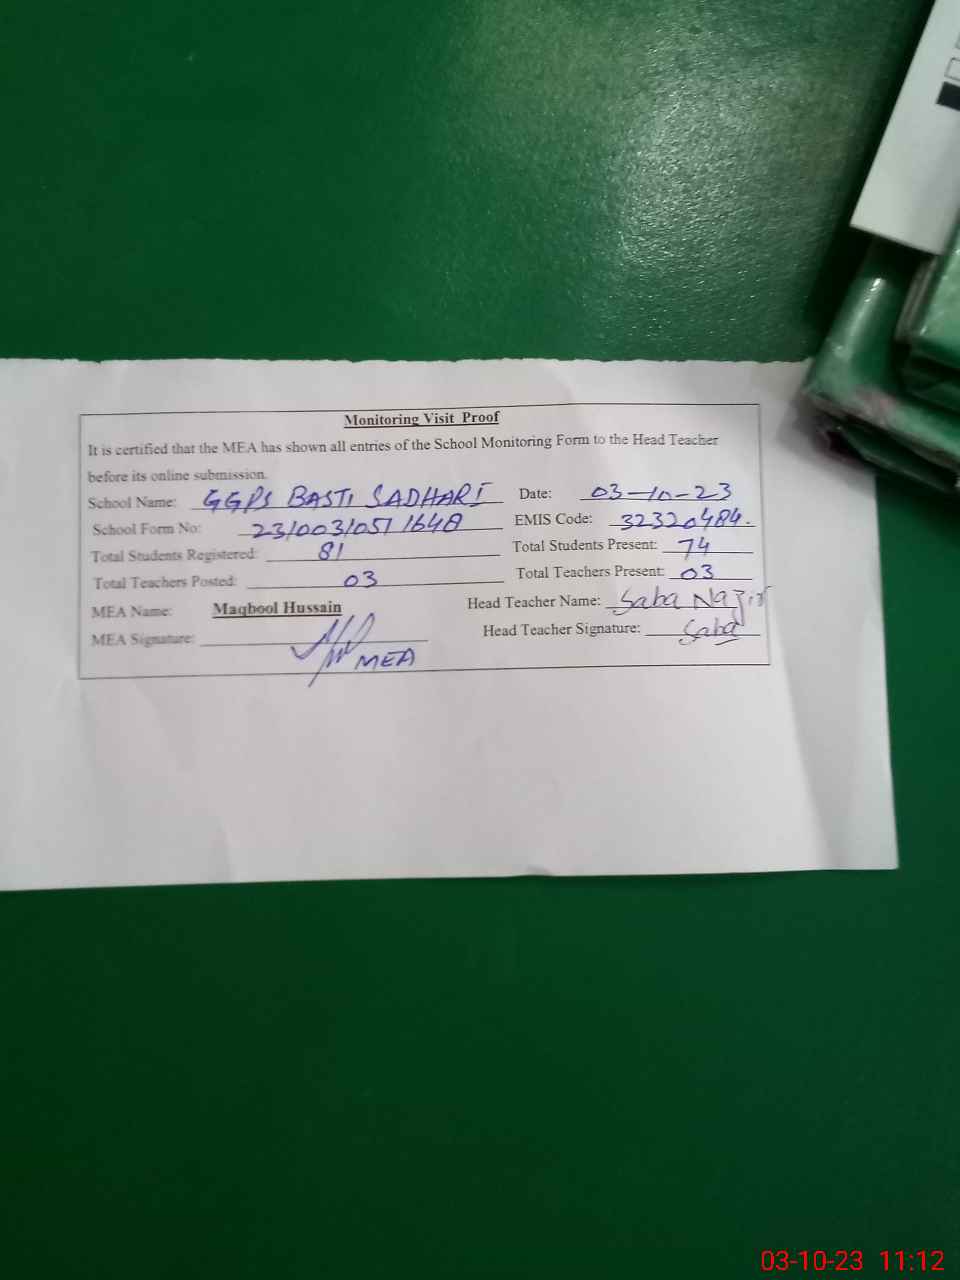 Monitoring Visit Proof
It is certified that the MEA has shown all entries of the School Monitoring Form to the Head Teacher
before its online submission.
School Name: GGPS BASTI SADHARI Date: 03-10-23
School Form No: 23100310511648 EMIS Code: 32320484.
Total Students Registered: 81 Total Students Present: 74
Total Teachers Posted: 03 Total Teachers Present: 03
MEA Name: Maqbool Hussain Head Teacher Name: Saba Nazir
MEA Signature: MEA Head Teacher Signature: Saba
03-10-23 11:12